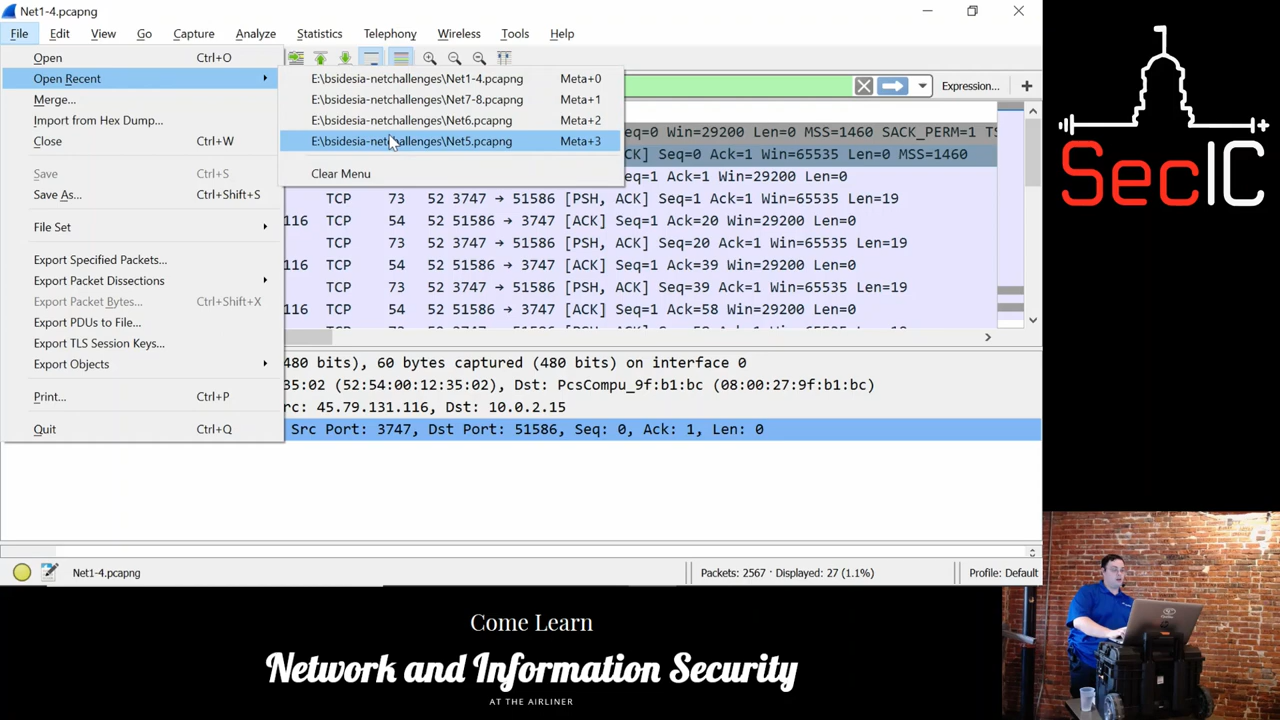 Net1-4.pcapng
File Edit View Go Capture Analyze Statistics Telephony Wireless Tools Help
Open Ctrl+O
Open Recent
Merge...
Import from Hex Dump...
Close Ctrl+W
Save Ctrl+S
Save As... Ctrl+Shift+S
File Set
Export Specified Packets...
Export Packet Dissections
Export Packet Bytes... Ctrl+Shift+X
Export PDUs to File...
Export TLS Session Keys...
Export Objects
Print... Ctrl+P
Quit Ctrl+Q
E:\bsidesia-netchallenges\Net1-4.pcapng Meta+0
E:\bsidesia-netchallenges\Net7-8.pcapng Meta+1
E:\bsidesia-netchallenges\Net6.pcapng Meta+2
E:\bsidesia-netchallenges\Net5.pcapng Meta+3
Clear Menu
Expression... +
eq=0 Win=29200 Len=0 MSS=1460 SACK_PERM=1 TS
CK] Seq=0 Ack=1 Win=65535 Len=0 MSS=1460
Seq=1 Ack=1 Win=29200 Len=0
TCP 73 52 3747 → 51586 [PSH, ACK] Seq=1 Ack=1 Win=65535 Len=19
116 TCP 54 52 51586 → 3747 [ACK] Seq=1 Ack=20 Win=29200 Len=0
TCP 73 52 3747 → 51586 [PSH, ACK] Seq=20 Ack=1 Win=65535 Len=19
116 TCP 54 52 51586 → 3747 [ACK] Seq=1 Ack=39 Win=29200 Len=0
TCP 73 52 3747 → 51586 [PSH, ACK] Seq=39 Ack=1 Win=65535 Len=19
116 TCP 54 52 51586 → 3747 [ACK] Seq=1 Ack=58 Win=29200 Len=0
480 bits), 60 bytes captured (480 bits) on interface 0
35:02 (52:54:00:12:35:02), Dst: PcsCompu_9f:b1:bc (08:00:27:9f:b1:bc)
rc: 45.79.131.116, Dst: 10.0.2.15
Src Port: 3747, Dst Port: 51586, Seq: 0, Ack: 1, Len: 0
Net1-4.pcapng
Packets: 2567 · Displayed: 27 (1.1%)
Profile: Default
SecIC
Come Learn
Network and Information Security
AT THE AIRLINER